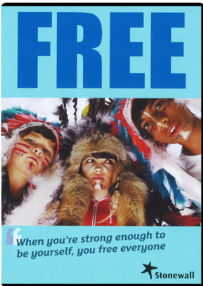 FREE
"When you're strong enough to
be yourself, you free everyone
Stonewall